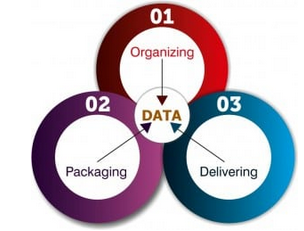 01
Organizing
02
03
DATA
Packaging
Delivering